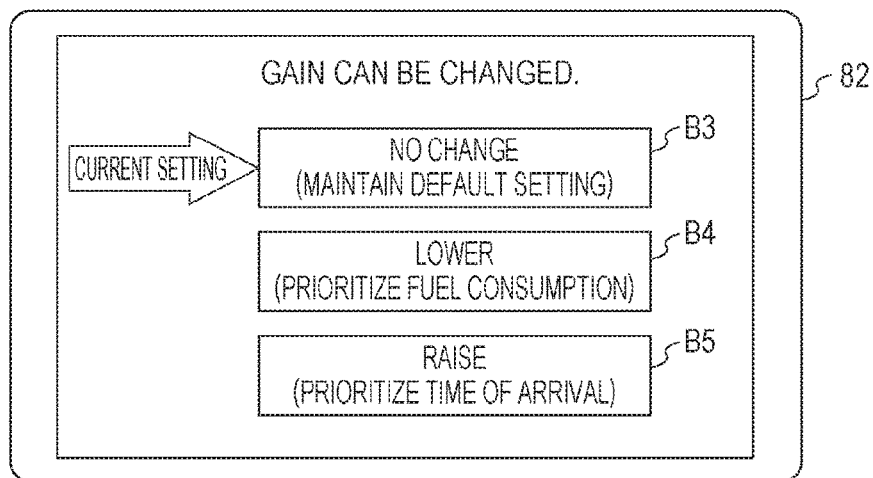 GAIN CAN BE CHANGED.
82
CURRENT SETTING
NO CHANGE
(MAINTAIN DEFAULT SETTING)
B3
LOWER
(PRIORITIZE FUEL CONSUMPTION)
B4
RAISE
(PRIORITIZE TIME OF ARRIVAL)
B5